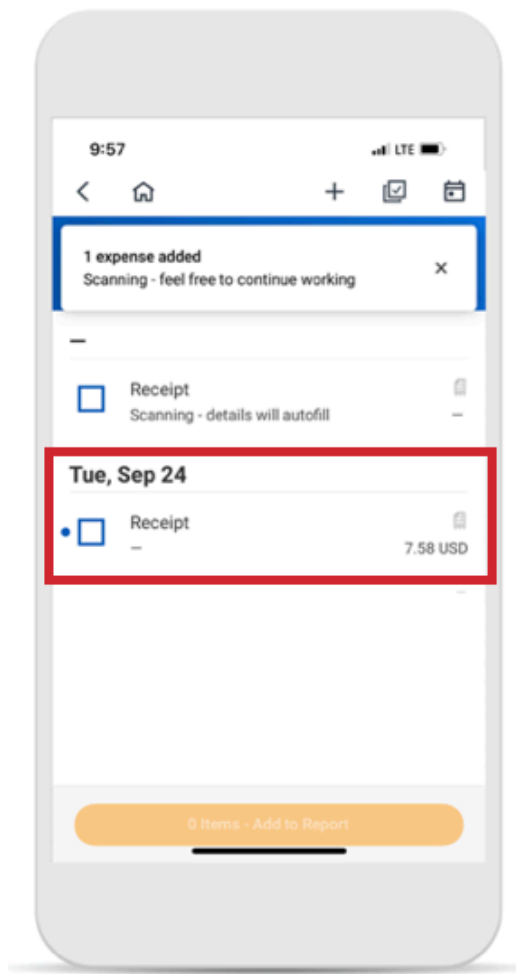 9:57 LTE
1 expense added
Scanning - feel free to continue working
–
Receipt
Scanning - details will autofill
–
Tue, Sep 24
Receipt
–
7.58 USD
–
0 Items - Add to Report